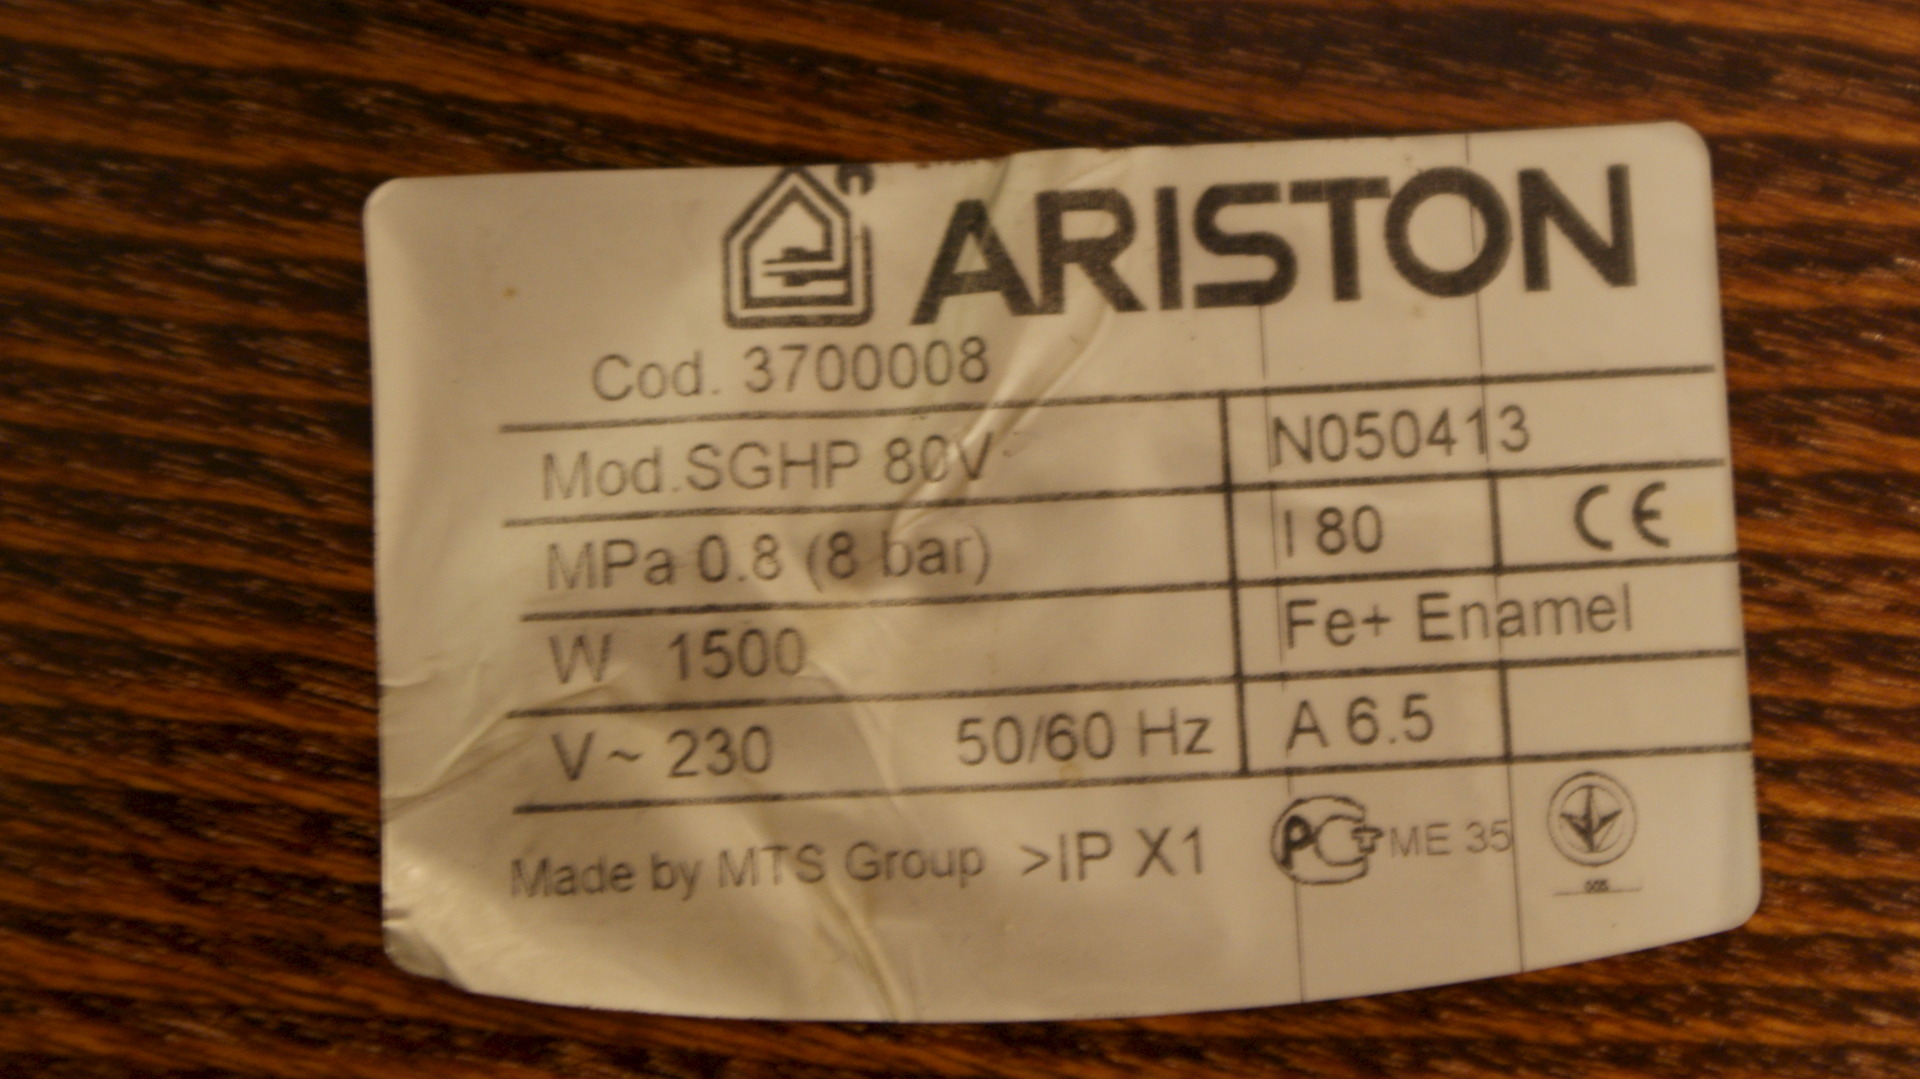 ARISTON
Cod. 3700008
Mod.SGHP 80V
N050413
MPa 0.8 (8 bar)
I 80
CE
W 1500
Fe+ Enamel
V~ 230 50/60 Hz
A 6.5
Made by MTS Group >IP X1
ME 35